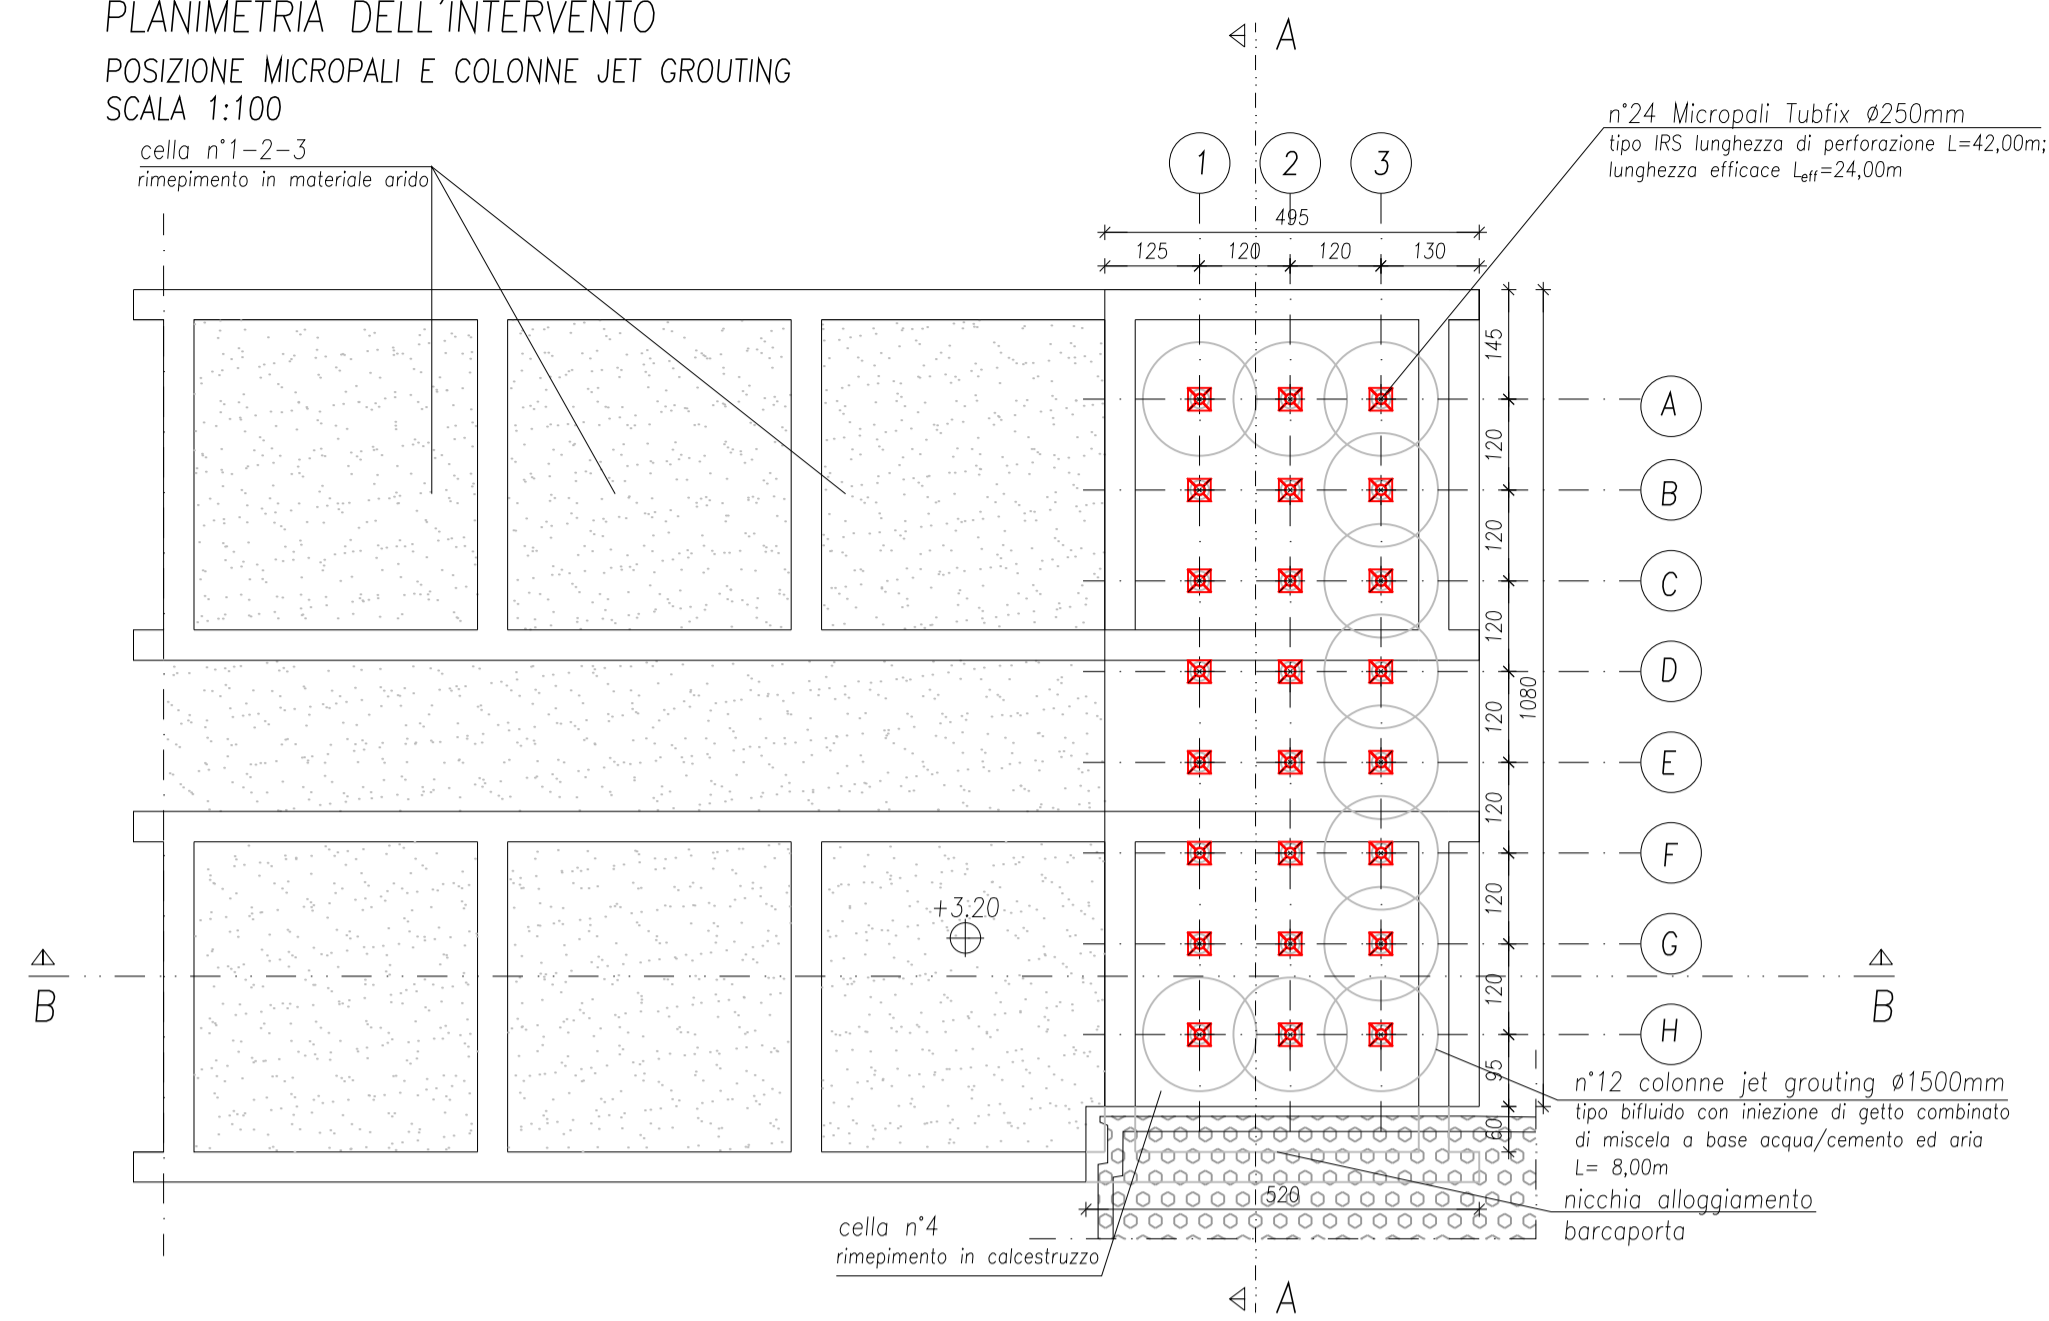 PLANIMETRIA DELL'INTERVENTO
POSIZIONE MICROPALI E COLONNE JET GROUTING
SCALA 1:100
cella n°1-2-3
rimepimento in materiale arido
A
n°24 Micropali Tubfix ø250mm
tipo IRS lunghezza di perforazione L=42,00m;
lunghezza efficace Leff=24,00m
1 2 3
495
125 120 120 130
145
A
120
B
120
C
120
D
120
1080
E
120
F
120
G
120
H
95
60
+3.20
B
B
n°12 colonne jet grouting ø1500mm
tipo bifluido con iniezione di getto combinato
di miscela a base acqua/cemento ed aria
L= 8,00m
nicchia alloggiamento
barcaporta
520
cella n°4
rimepimento in calcestruzzo
A